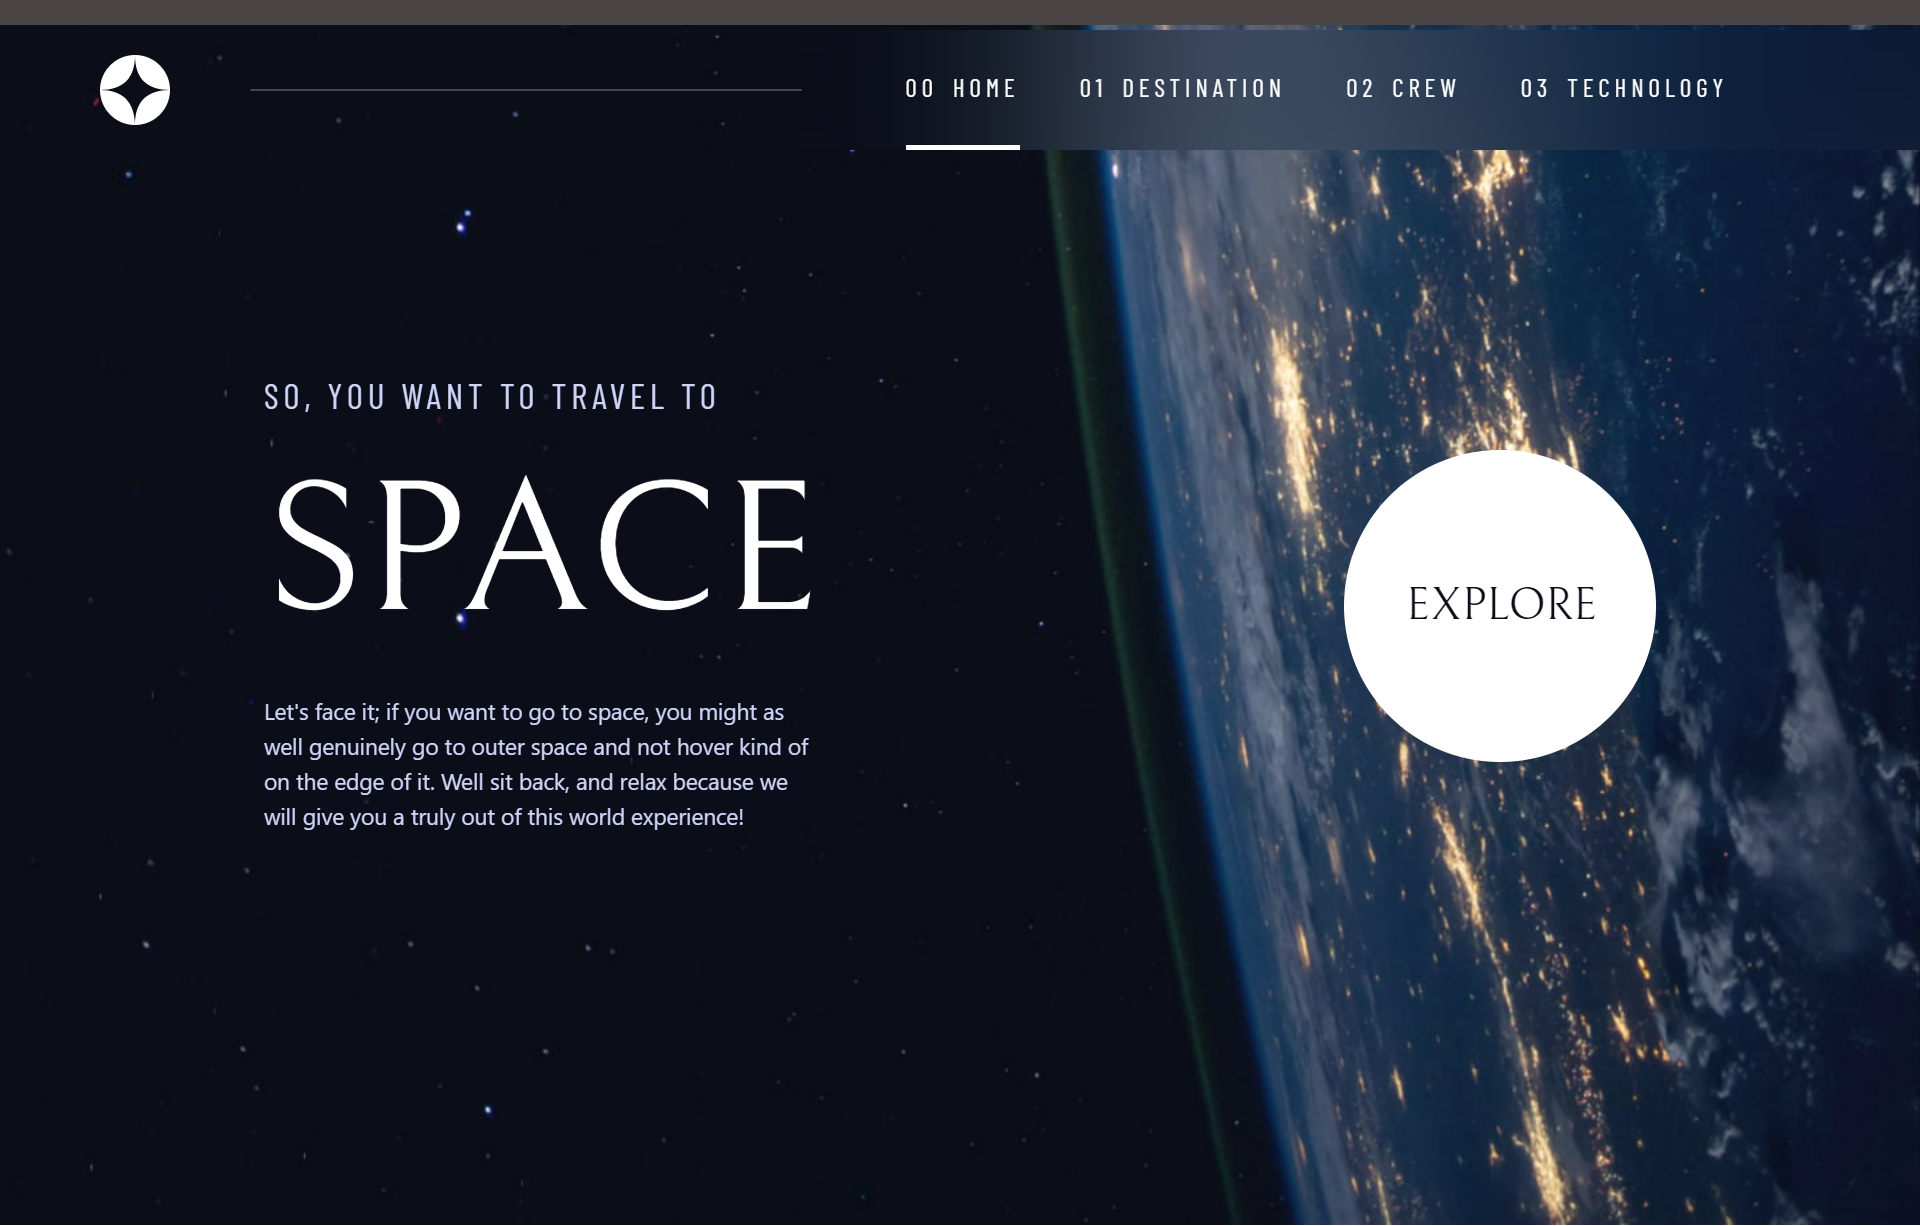 00 HOME 01 DESTINATION 02 CREW 03 TECHNOLOGY
SO, YOU WANT TO TRAVEL TO
SPACE
Let's face it; if you want to go to space, you might as
well genuinely go to outer space and not hover kind of
on the edge of it. Well sit back, and relax because we
will give you a truly out of this world experience!
EXPLORE